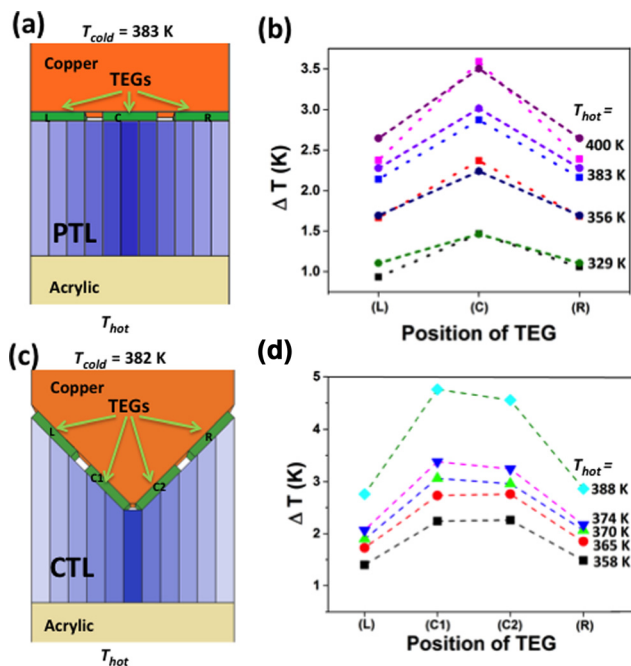 (a)
T_cold = 383 K
Copper
TEGs
L
C
R
PTL
Acrylic
T_hot
(b)
3.5
3.0
2.5
2.0
1.5
1.0
Δ T (K)
T_hot =
400 K
383 K
356 K
329 K
(L)
(C)
(R)
Position of TEG
(c)
T_cold = 382 K
Copper
TEGs
L
R
C1
C2
CTL
Acrylic
T_hot
(d)
5
4
3
2
1
Δ T (K)
T_hot =
388 K
374 K
370 K
365 K
358 K
(L)
(C1)
(C2)
(R)
Position of TEG